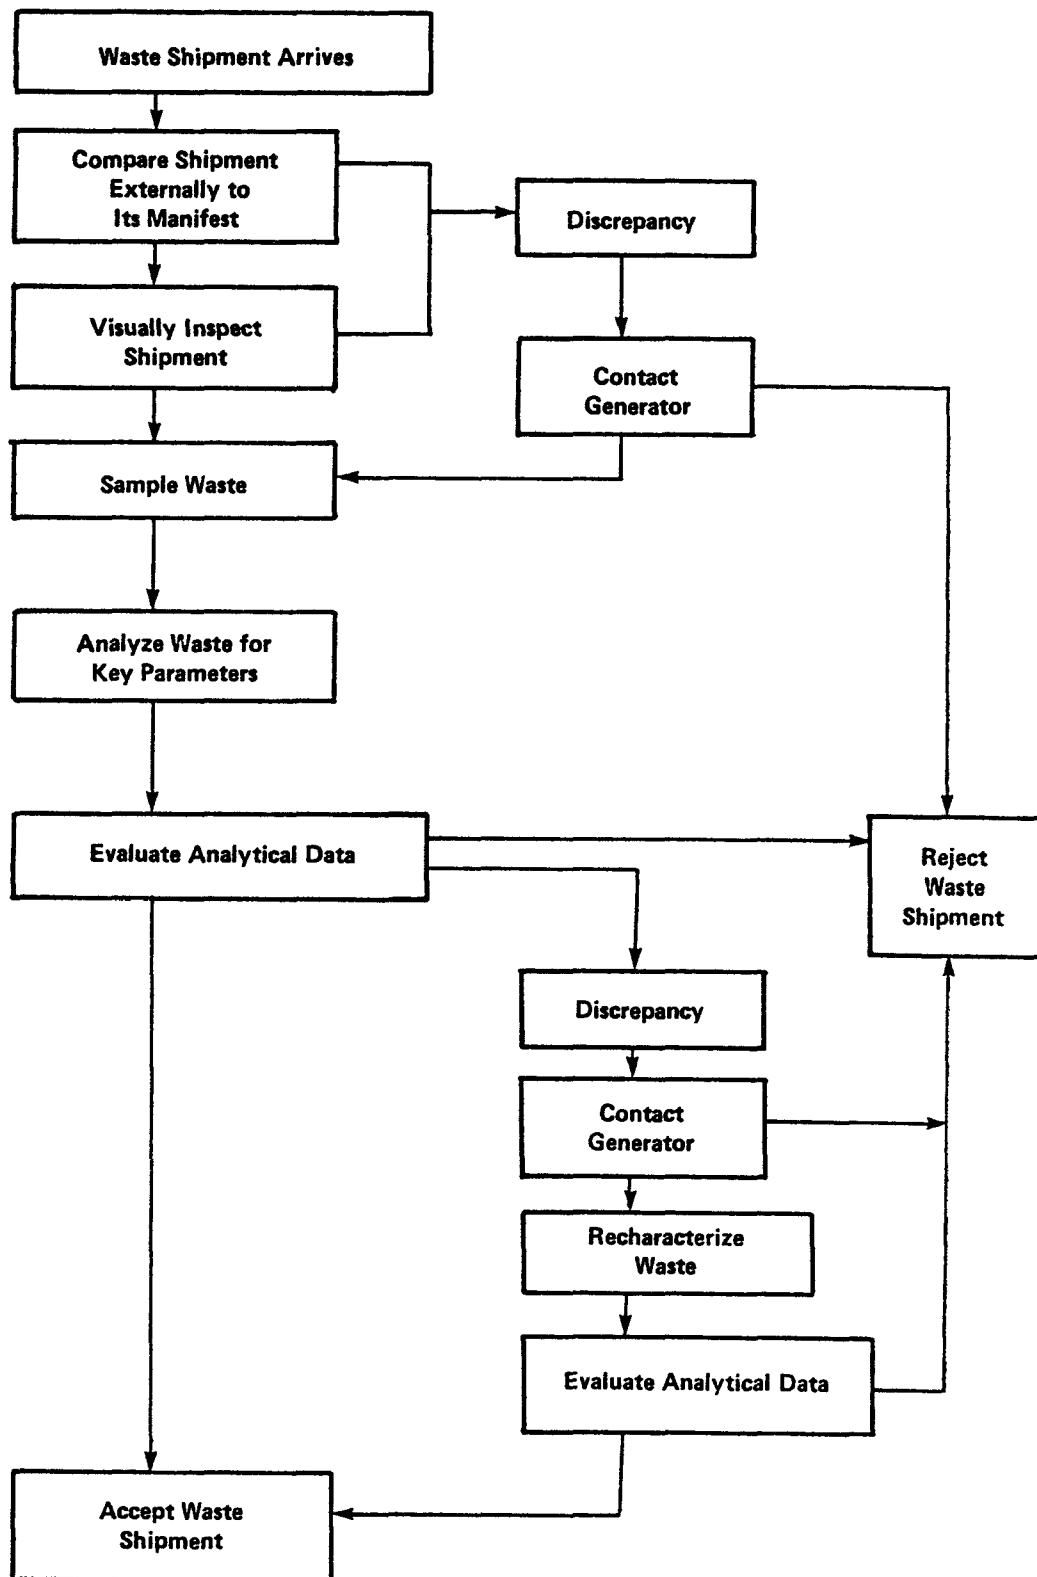 Waste Shipment Arrives
Compare Shipment
Externally to
Its Manifest
Discrepancy
Visually Inspect
Shipment
Contact
Generator
Sample Waste
Analyze Waste for
Key Parameters
Evaluate Analytical Data
Reject
Waste
Shipment
Discrepancy
Contact
Generator
Recharacterize
Waste
Evaluate Analytical Data
Accept Waste
Shipment